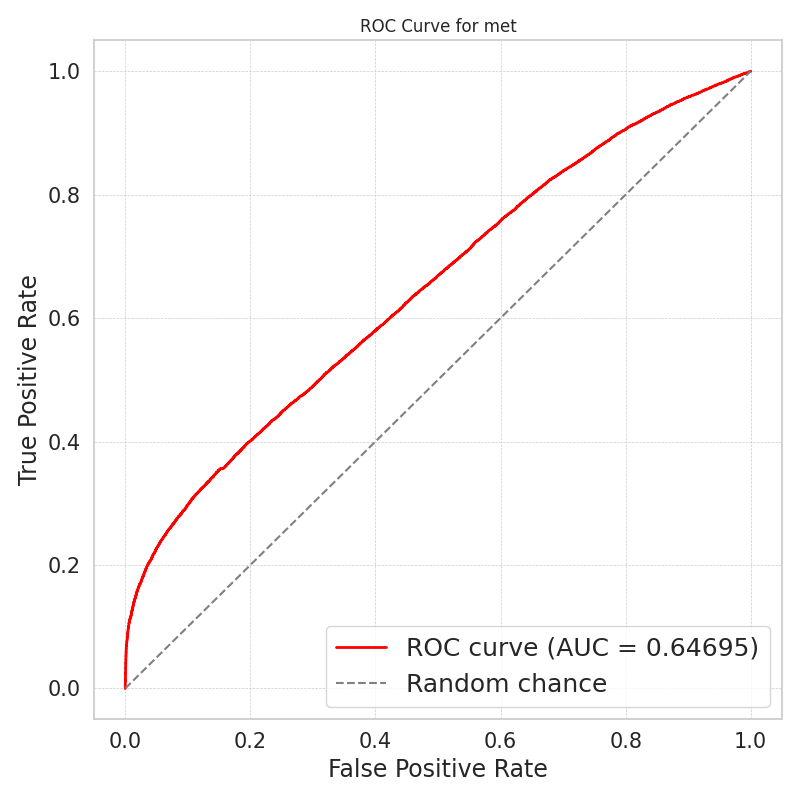 ROC Curve for met
1.0
0.8
0.6
0.4
0.2
0.0
True Positive Rate
ROC curve (AUC = 0.64695)
Random chance
0.0 0.2 0.4 0.6 0.8 1.0
False Positive Rate